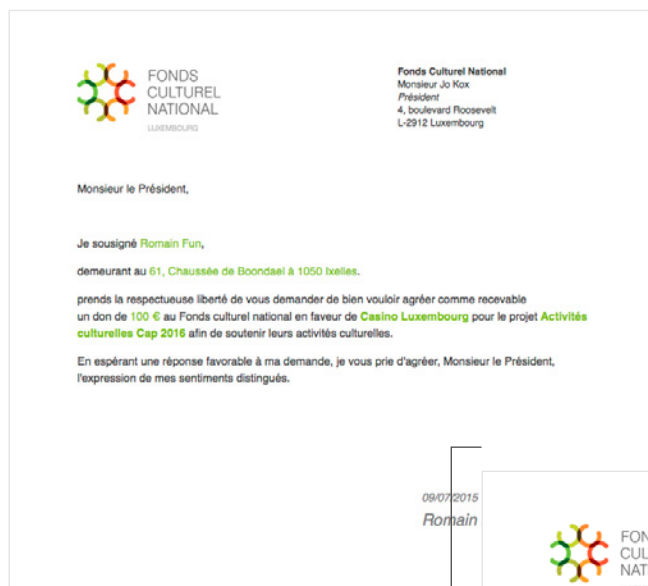 FONDS
CULTUREL
NATIONAL
LUXEMBOURG
Fonds Culturel National
Monsieur Jo Kox
Président
4, boulevard Roosevelt
L-2912 Luxembourg
Monsieur le Président,
Je sousigné Romain Fun,
demeurant au 61, Chaussée de Boondael à 1050 Ixelles.
prends la respectueuse liberté de vous demander de bien vouloir agréer comme recevable
un don de 100 € au Fonds culturel national en faveur de Casino Luxembourg pour le projet Activités
culturelles Cap 2016 afin de soutenir leurs activités culturelles.
En espérant une réponse favorable à ma demande, je vous prie d'agréer, Monsieur le Président,
l'expression de mes sentiments distingués.
09/07/2015
Romain
FON
CUL
NAT